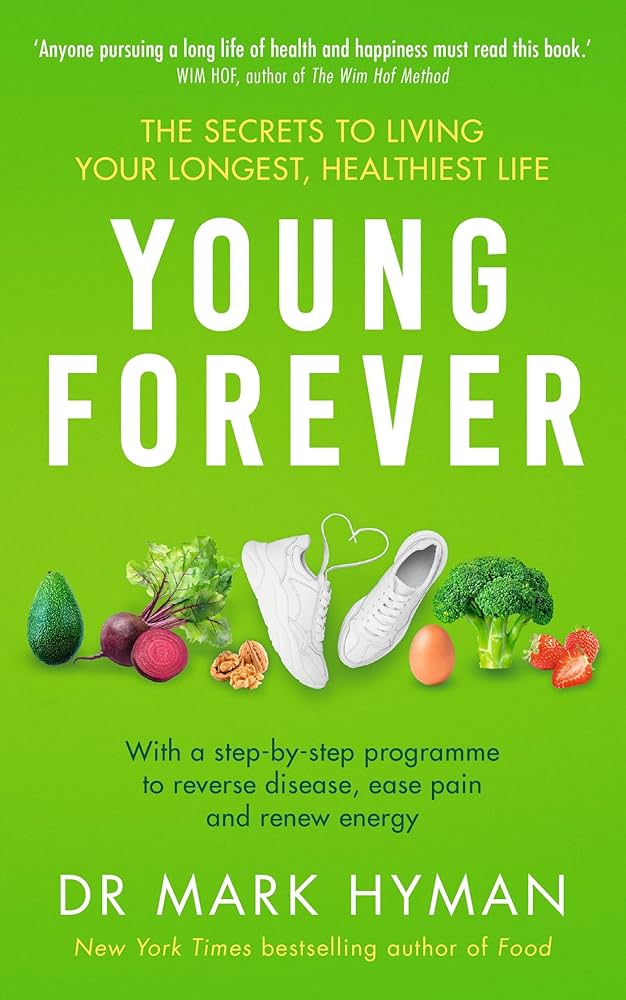 ‘Anyone pursuing a long life of health and happiness must read this book.’
WIM HOF, author of The Wim Hof Method
THE SECRETS TO LIVING
YOUR LONGEST, HEALTHIEST LIFE
YOUNG
FOREVER
With a step-by-step programme
to reverse disease, ease pain
and renew energy
DR MARK HYMAN
New York Times bestselling author of Food